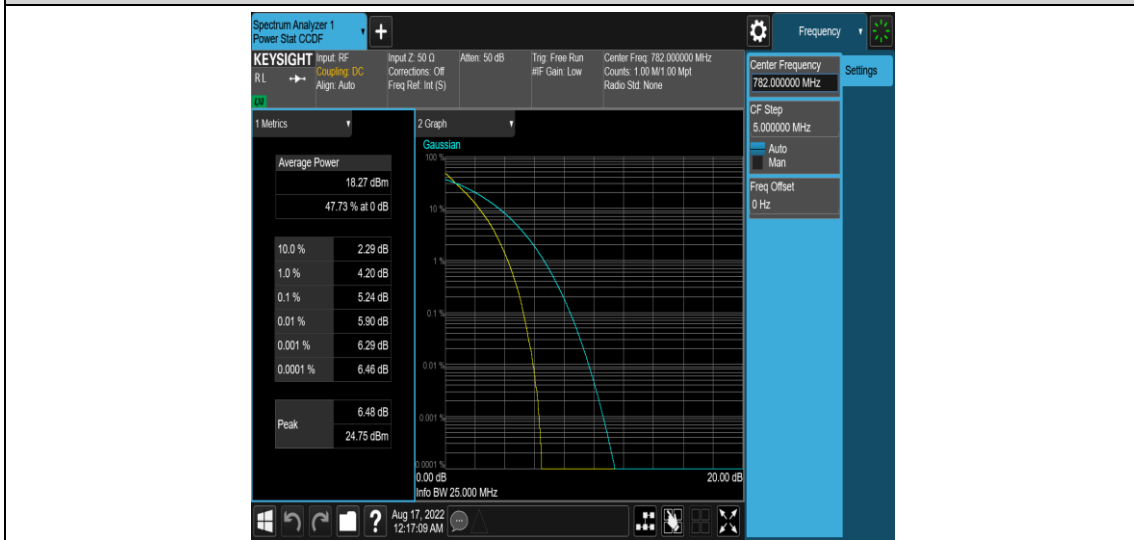 Spectrum Analyzer 1
Power Stat CCDF
+
Frequency
KEYSIGHT
RL
LXI
Input: RF
Coupling: DC
Align: Auto
Input Z: 50 Ω
Corrections: Off
Freq Ref: Int (S)
Atten: 50 dB
Trig: Free Run
#IF Gain: Low
Center Freq: 782.000000 MHz
Counts: 1.00 M/1.00 Mpt
Radio Std: None
Center Frequency
782.000000 MHz
Settings
CF Step
5.000000 MHz
Auto
Man
Freq Offset
0 Hz
1 Metrics
Average Power
18.27 dBm
47.73 % at 0 dB
10.0 % 2.29 dB
1.0 % 4.20 dB
0.1 % 5.24 dB
0.01 % 5.90 dB
0.001 % 6.29 dB
0.0001 % 6.46 dB
Peak
6.48 dB
24.75 dBm
2 Graph
Gaussian
100 %
10 %
1 %
0.1 %
0.01 %
0.001 %
0.0001 %
0.00 dB 20.00 dB
Info BW 25.000 MHz
?
Aug 17, 2022
12:17:09 AM